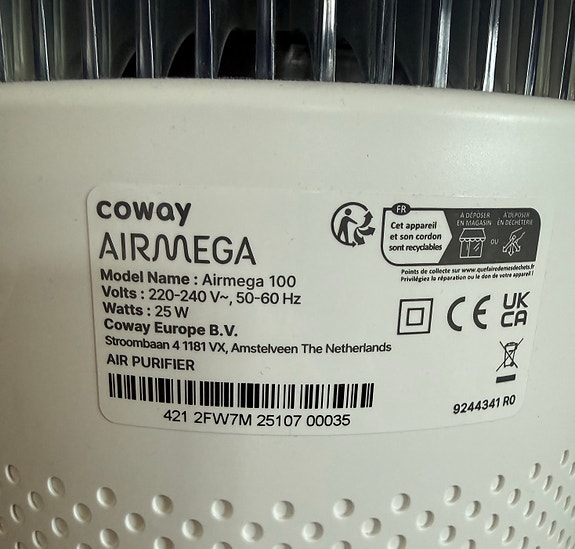 coway
AIRMEGA
Model Name : Airmega 100
Volts : 220-240 V~, 50-60 Hz
Watts : 25 W
Coway Europe B.V.
Stroombaan 4 1181 VX, Amstelveen The Netherlands
AIR PURIFIER
421 2FW7M 25107 00035
FR
Cet appareil
et son cordon
sont recyclables
À DÉPOSER
EN MAGASIN
OU
À DÉPOSER
EN DÉCHÈTERIE
Points de collecte sur www.quefairedemesdechets.fr
Privilégiez la réparation ou le don de votre appareil !
CE
UK
CA
9244341 R0